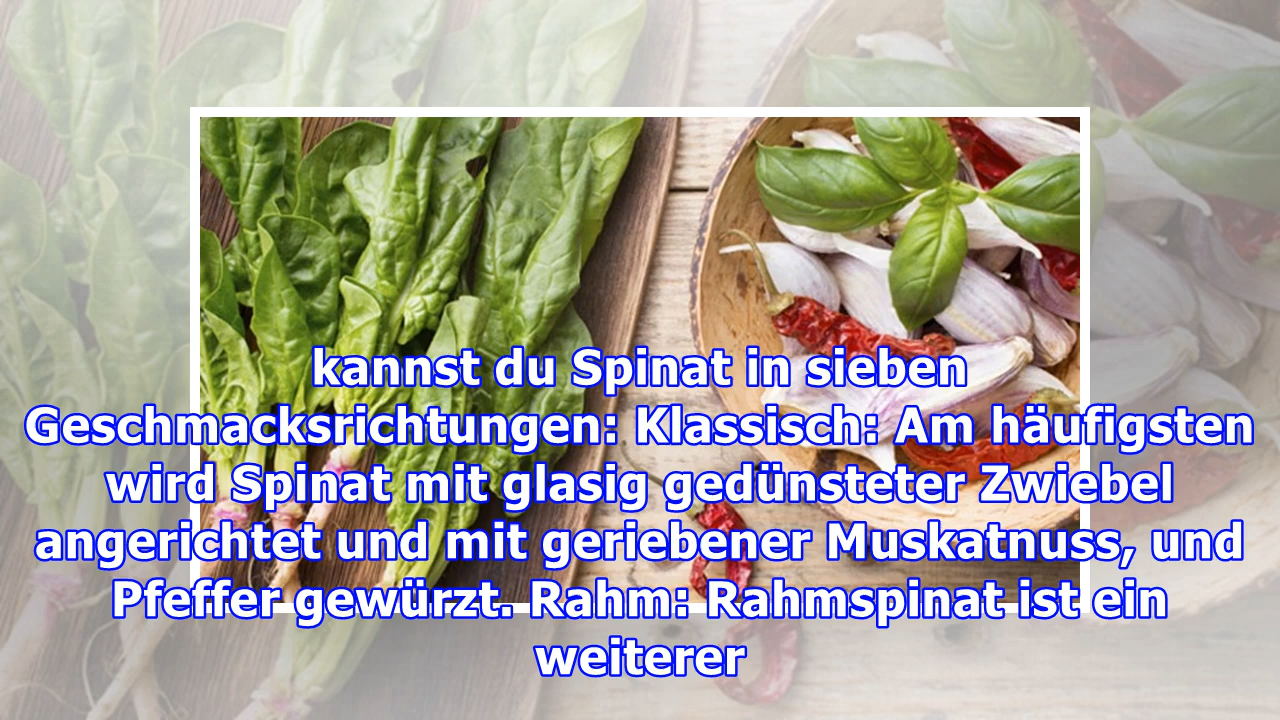 kannst du Spinat in sieben
Geschmacksrichtungen: Klassisch: Am häufigsten
wird Spinat mit glasig gedünsteter Zwiebel
angerichtet und mit geriebener Muskatnuss, und
Pfeffer gewürzt. Rahm: Rahmspinat ist ein
weiterer